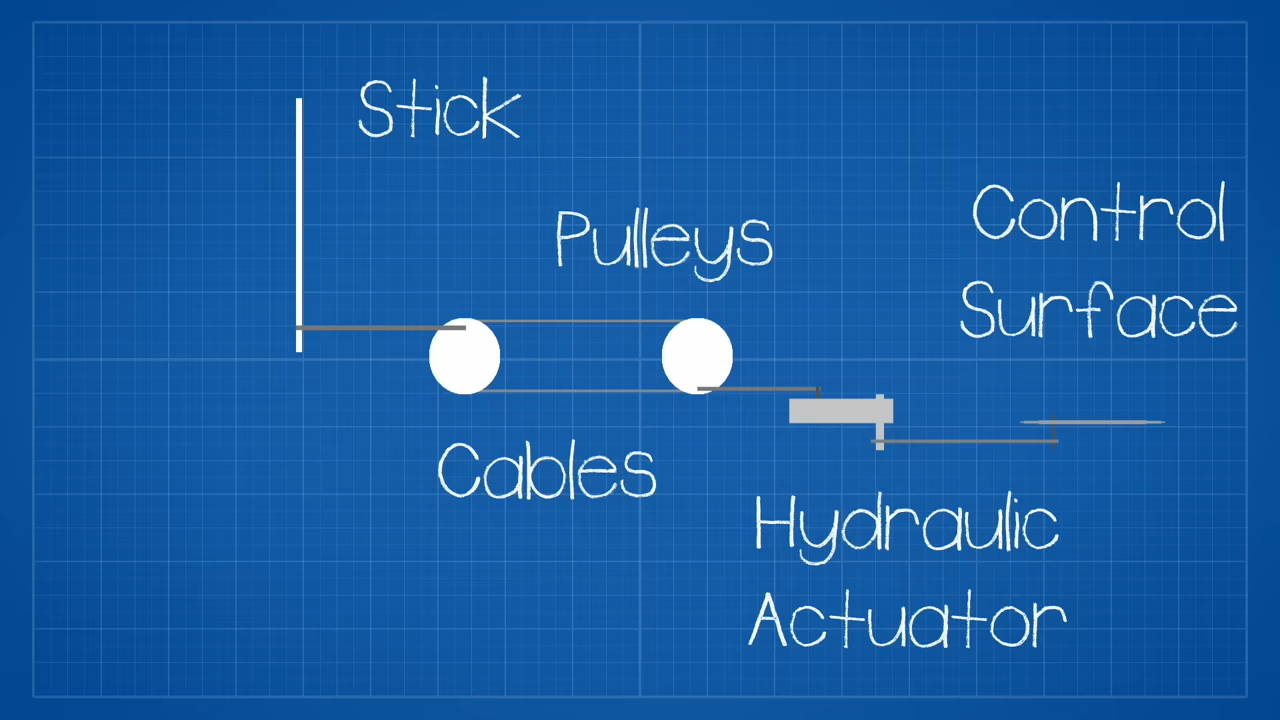 Stick
Pulleys
Control
Surface
Cables
Hydraulic
Actuator